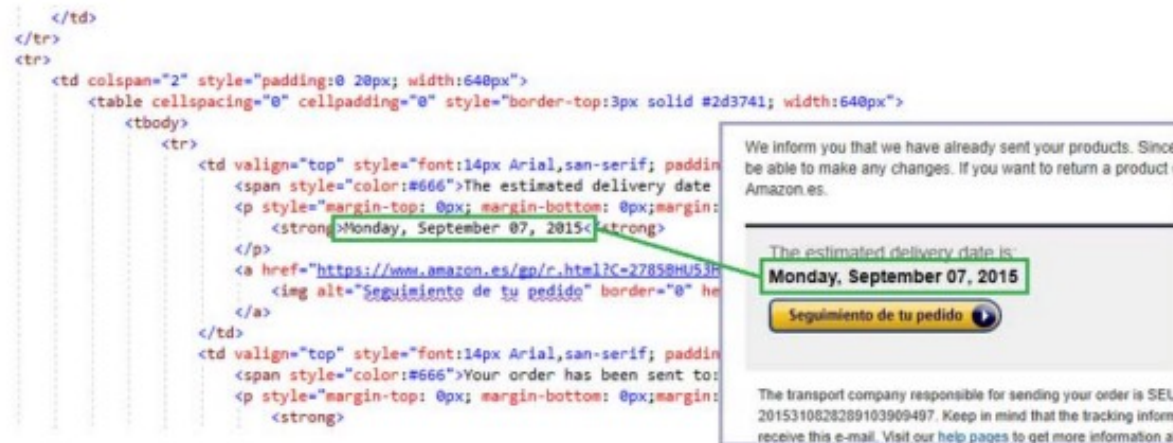 </td>
</tr>
<tr>
<td colspan="2" style="padding:0 20px; width:640px">
<table cellspacing="0" cellpadding="0" style="border-top:3px solid #2d3741; width:640px">
<tbody>
<tr>
<td valign="top" style="font:14px Arial,san-serif; paddin
<span style="color:#666">The estimated delivery date
<p style="margin-top: 0px; margin-bottom: 0px;margin:
<strong>Monday, September 07, 2015</strong>
</p>
<a href="https://www.amazon.es/gp/r.html?C=2785BHU53H
<img alt="Seguimiento de tu pedido" border="0" he
</a>
</td>
<td valign="top" style="font:14px Arial,san-serif; paddin
<span style="color:#666">Your order has been sent to:
<p style="margin-top: 0px; margin-bottom: 0px;margin:
<strong>
We inform you that we have already sent your products. Since
be able to make any changes. If you want to return a product
Amazon.es.
The estimated delivery date is:
Monday, September 07, 2015
Seguimiento de tu pedido
The transport company responsible for sending your order is SEU
2015310828289103909497. Keep in mind that the tracking inform
receive this e-mail. Visit our help pages to get more information a